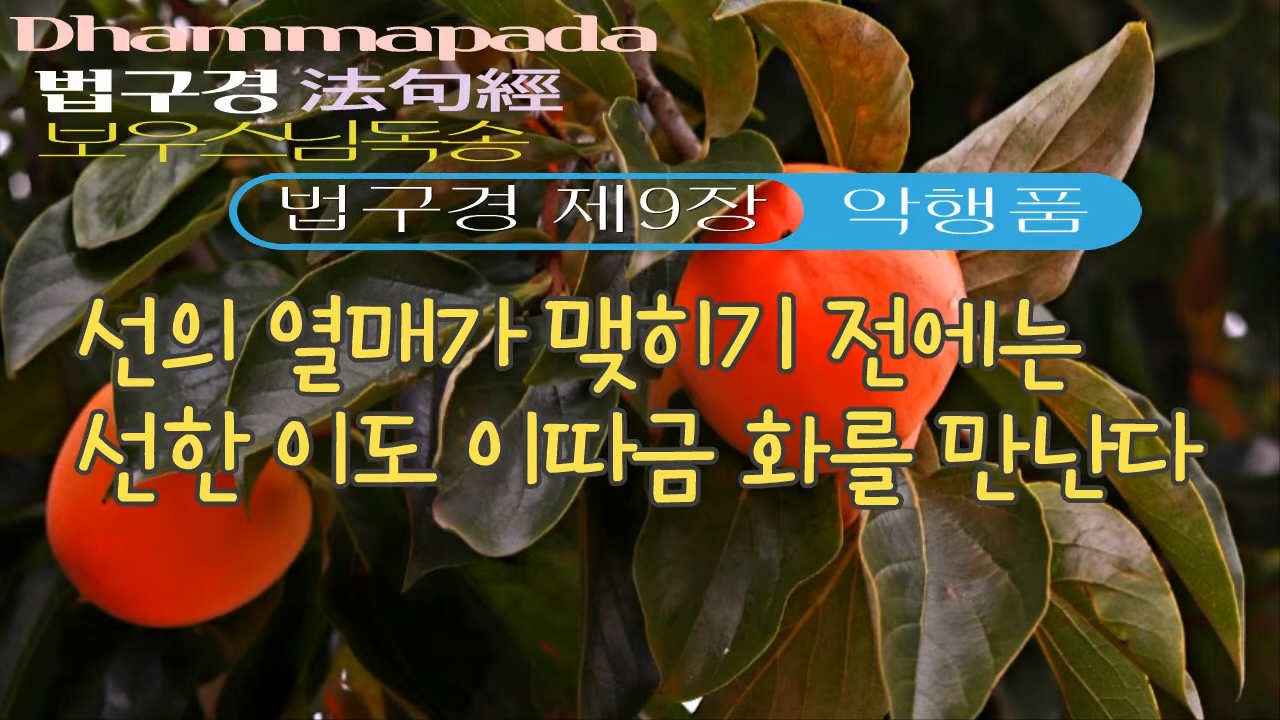 Dhammapada
법구경 法句經
보우스님독송
법구경 제9장 악행품
선의 열매가 맺히기 전에는
선한 이도 이따금 화를 만난다